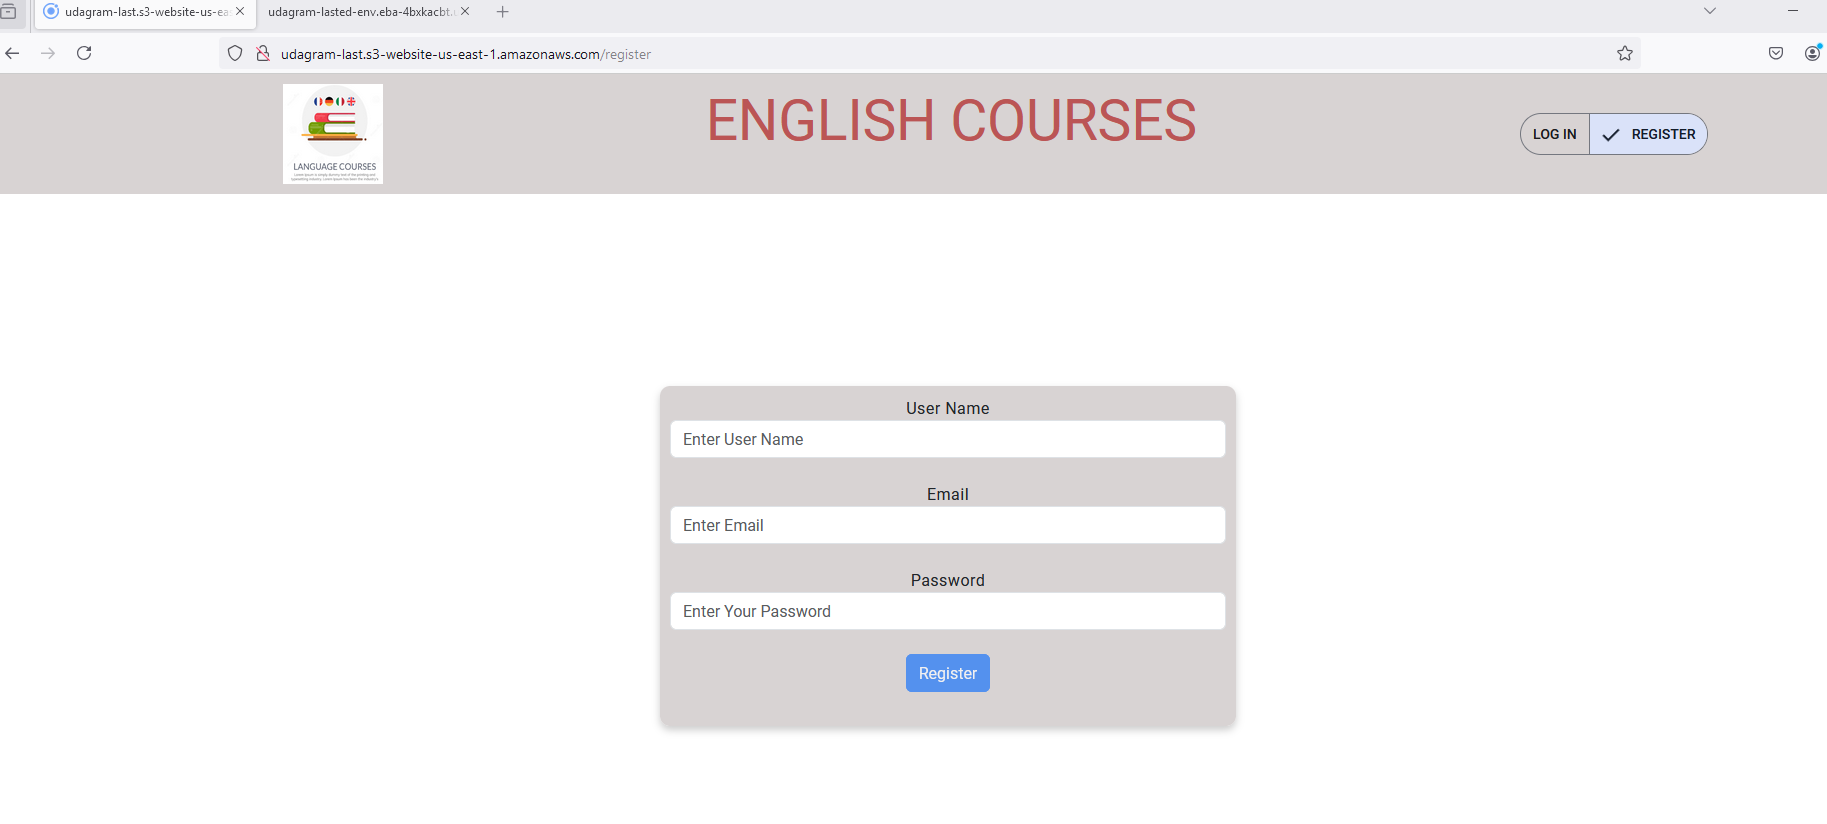 udagram-last.s3-website-us-ea
udagram-lasted-env.eba-4bxkacbt.
udagram-last.s3-website-us-east-1.amazonaws.com/register
LANGUAGE COURSES
ENGLISH COURSES
LOG IN
REGISTER
User Name
Enter User Name
Email
Enter Email
Password
Enter Your Password
Register